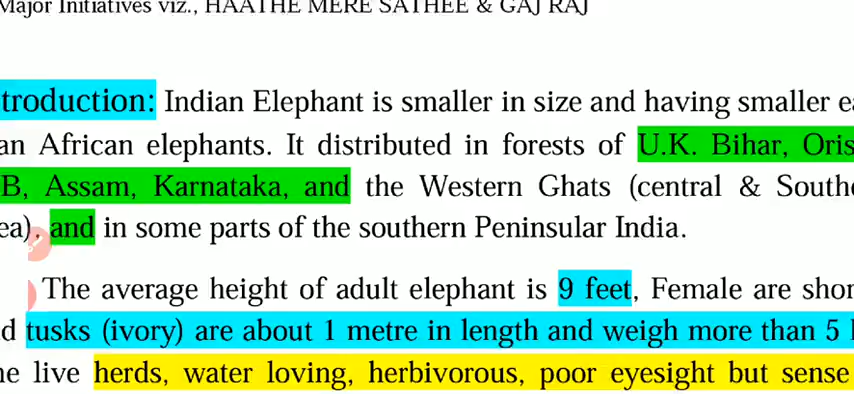 Major Initiatives viz., HAATHE MERE SATHEE & GAJ RAJ
troduction: Indian Elephant is smaller in size and having smaller ea
an African elephants. It distributed in forests of U.K. Bihar, Oris
B, Assam, Karnataka, and the Western Ghats (central & Southe
ea). and in some parts of the southern Peninsular India.
The average height of adult elephant is 9 feet, Female are shor
d tusks (ivory) are about 1 metre in length and weigh more than 5
he live herds, water loving, herbivorous, poor eyesight but sense